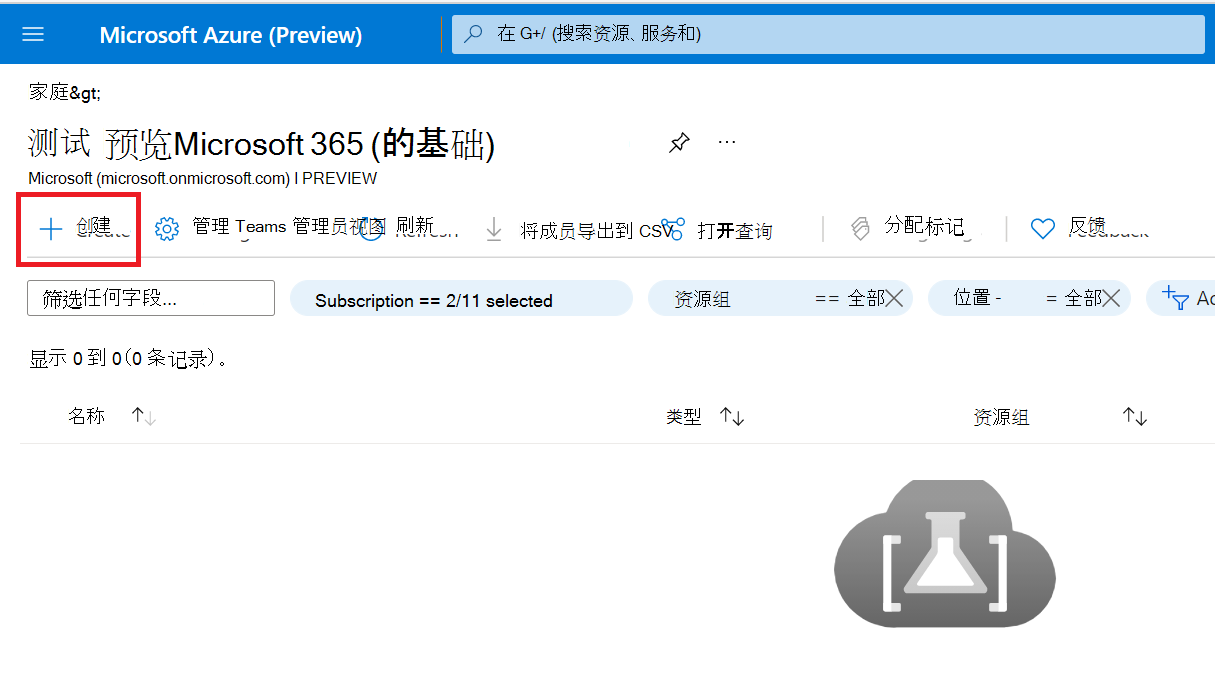 Microsoft Azure (Preview) 在 G+/ (搜索资源、服务和)
家庭&gt;
测试 预览Microsoft 365 (的基础)
Microsoft (microsoft.onmicrosoft.com) I PREVIEW
创建 管理 Teams 管理员视图 刷新 将成员导出到 CSV 打开查询 分配标记 反馈
筛选任何字段... Subscription == 2/11 selected 资源组 == 全部 位置 - = 全部
显示 0 到 0（0 条记录）。
名称 类型 资源组